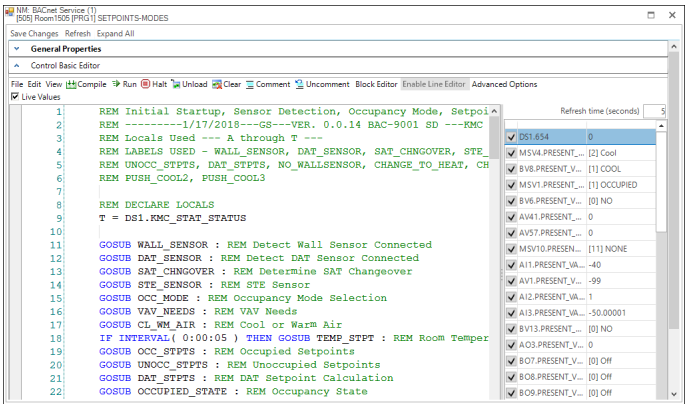 NM: BACnet Service (1)
[505] Room1505 [PRG1] SETPOINTS-MODES
Save Changes Refresh Expand All
General Properties
Control Basic Editor
File Edit View Compile Run Halt Unload Clear Comment Uncomment Block Editor Enable Line Editor Advanced Options
Live Values
1 REM Initial Startup, Sensor Detection, Occupancy Mode, Setpoi
2 REM ----------1/17/2018---GS---VER. 0.0.14 BAC-9001 SD ---KMC
3 REM Locals Used --- A through T ---
4 REM LABELS USED - WALL_SENSOR, DAT_SENSOR, SAT_CHNGOVER, STE_
5 REM UNOCC_STPTS, DAT_STPTS, NO_WALLSENSOR, CHANGE_TO_HEAT, CH
6 REM PUSH_COOL2, PUSH_COOL3
7
8 REM DECLARE LOCALS
9 T = DS1.KMC_STAT_STATUS
10
11 GOSUB WALL_SENSOR : REM Detect Wall Sensor Connected
12 GOSUB DAT_SENSOR : REM Detect DAT Sensor Connected
13 GOSUB SAT_CHNGOVER : REM Determine SAT Changeover
14 GOSUB STE_SENSOR : REM STE Sensor
15 GOSUB OCC_MODE : REM Occupancy Mode Selection
16 GOSUB VAV_NEEDS : REM VAV Needs
17 GOSUB CL_WM_AIR : REM Cool or Warm Air
18 IF INTERVAL( 0:00:05 ) THEN GOSUB TEMP_STPT : REM Room Temper
19 GOSUB OCC_STPTS : REM Occupied Setpoints
20 GOSUB UNOCC_STPTS : REM Unoccupied Setpoints
21 GOSUB DAT_STPTS : REM DAT Setpoint Calculation
22 GOSUB OCCUPIED_STATE : REM Occupancy State
Refresh time (seconds) 5
DS1.654 0
MSV4.PRESENT_... [2] Cool
BV8.PRESENT_V... [1] COOL
MSV1.PRESENT_... [1] OCCUPIED
BV6.PRESENT_V... [0] NO
AV41.PRESENT_... 0
AV57.PRESENT_... 0
MSV10.PRESEN... [11] NONE
AI1.PRESENT_VA... -40
AV1.PRESENT_V... -99
AI2.PRESENT_VA... 1
AI3.PRESENT_VA... -50.00001
BV13.PRESENT_... [0] NO
AO3.PRESENT_V... 0
BO7.PRESENT_V... [0] Off
BO8.PRESENT_V... [0] Off
BO9.PRESENT_V... [0] Off